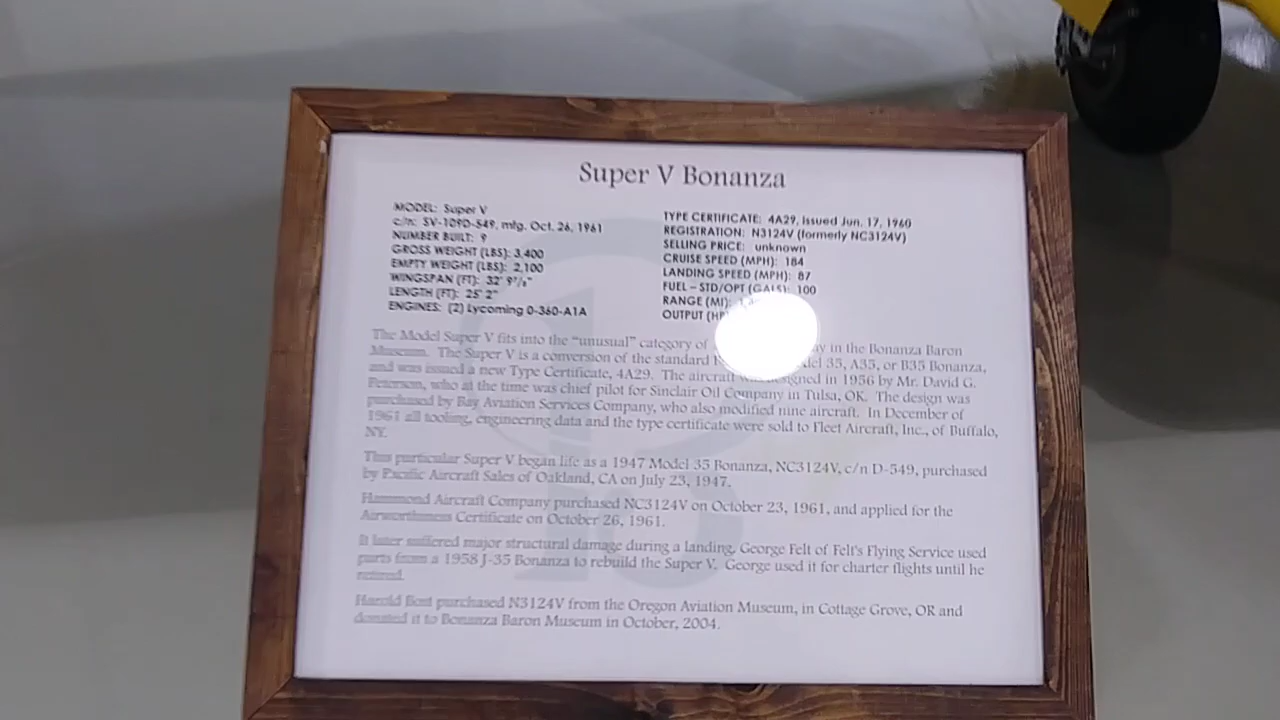 Super V Bonanza
MODEL: Super V
c/n: SV-109D-549, mfg. Oct. 26, 1961
NUMBER BUILT: 9
GROSS WEIGHT (LBS): 3,400
EMPTY WEIGHT (LBS): 2,100
WINGSPAN (FT): 32' 9⅞"
LENGTH (FT): 25' 2"
ENGINES: (2) Lycoming 0-360-A1A
TYPE CERTIFICATE: 4A29, Issued Jun. 17, 1960
REGISTRATION: N3124V (formerly NC3124V)
SELLING PRICE: unknown
CRUISE SPEED (MPH): 184
LANDING SPEED (MPH): 87
FUEL – STD/OPT (GALS): 100
RANGE (MI):
OUTPUT
The Model Super V fits into the "unusual" category of in the Bonanza Baron
Museum. The Super V is a conversion of the standard 35, A35, or B35 Bonanza,
and was issued a new Type Certificate, 4A29. The aircraft was designed in 1956 by Mr. David G.
Peterson, who at the time was chief pilot for Sinclair Oil Company in Tulsa, OK. The design was
purchased by Bay Aviation Services Company, who also modified nine aircraft. In December of
1961 all tooling, engineering data and the type certificate were sold to Fleet Aircraft, Inc., of Buffalo,
NY.
This particular Super V began life as a 1947 Model 35 Bonanza, NC3124V, c/n D-549, purchased
by Pacific Aircraft Sales of Oakland, CA on July 23, 1947.
Hammond Aircraft Company purchased NC3124V on October 23, 1961, and applied for the
Airworthiness Certificate on October 26, 1961.
It later suffered major structural damage during a landing. George Felt of Felt's Flying Service used
parts from a 1958 J-35 Bonanza to rebuild the Super V. George used it for charter flights until he
retired.
Harold Bost purchased N3124V from the Oregon Aviation Museum, in Cottage Grove, OR and
donated it to Bonanza Baron Museum in October, 2004.